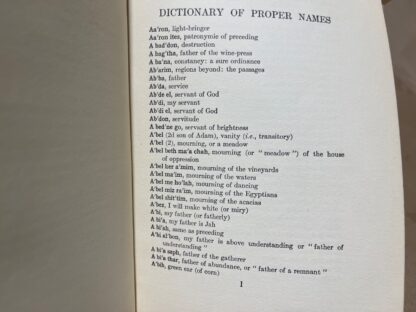 DICTIONARY OF PROPER NAMES
Aa'ron, light-bringer
Aa'ron ites, patronymic of preceding
A bad'don, destruction
A bag'tha, father of the wine-press
A ba'na, constancy: a sure ordinance
Ab'arim, regions beyond: the passages
Ab'ba, father
Ab'da, service
Ab'de el, servant of God
Ab'di, my servant
Ab'di el, servant of God
Ab'don, servitude
A bed'ne go, servant of brightness
A'bel (2d son of Adam), vanity (i.e., transitory)
A'bel (2), mourning, or a meadow
A'bel beth ma'a chah, mourning (or "meadow") of the house
of oppression
A'bel ker a'mim, mourning of the vineyards
A'bel ma'im, mourning of the waters
A'bel me ho'lah, mourning of dancing
A'bel miz ra'im, mourning of the Egyptians
A'bel shit'tim, mourning of the acacias
A'bez, I will make white (or miry)
A'bi, my father (or fatherly)
A bi'a, my father is Jah
A bi'ah, same as preceding
A bi al'bon, my father is above understanding or "father of
understanding"
A bi'a saph, father of the gatherer
A bi'a thar, father of abundance, or "father of a remnant"
A'bib, green ear (of corn)
I